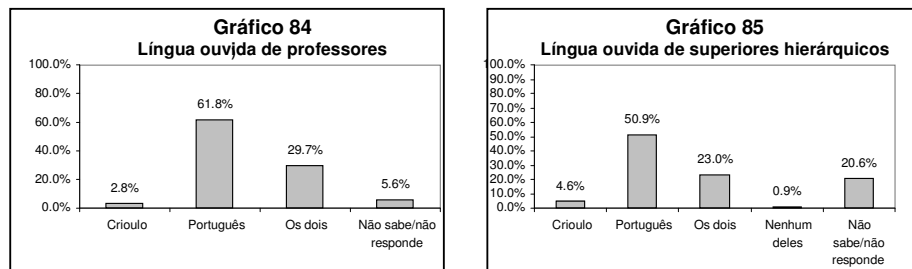 Gráfico 84
Língua ouvida de professores
100.0%
80.0%
60.0%
40.0%
20.0%
0.0%
2.8%
61.8%
29.7%
5.6%
Crioulo
Português
Os dois
Não sabe/não
responde
Gráfico 85
Língua ouvida de superiores hierárquicos
100.0%
90.0%
80.0%
70.0%
60.0%
50.0%
40.0%
30.0%
20.0%
10.0%
0.0%
4.6%
50.9%
23.0%
0.9%
20.6%
Crioulo
Português
Os dois
Nenhum
deles
Não
sabe/não
responde